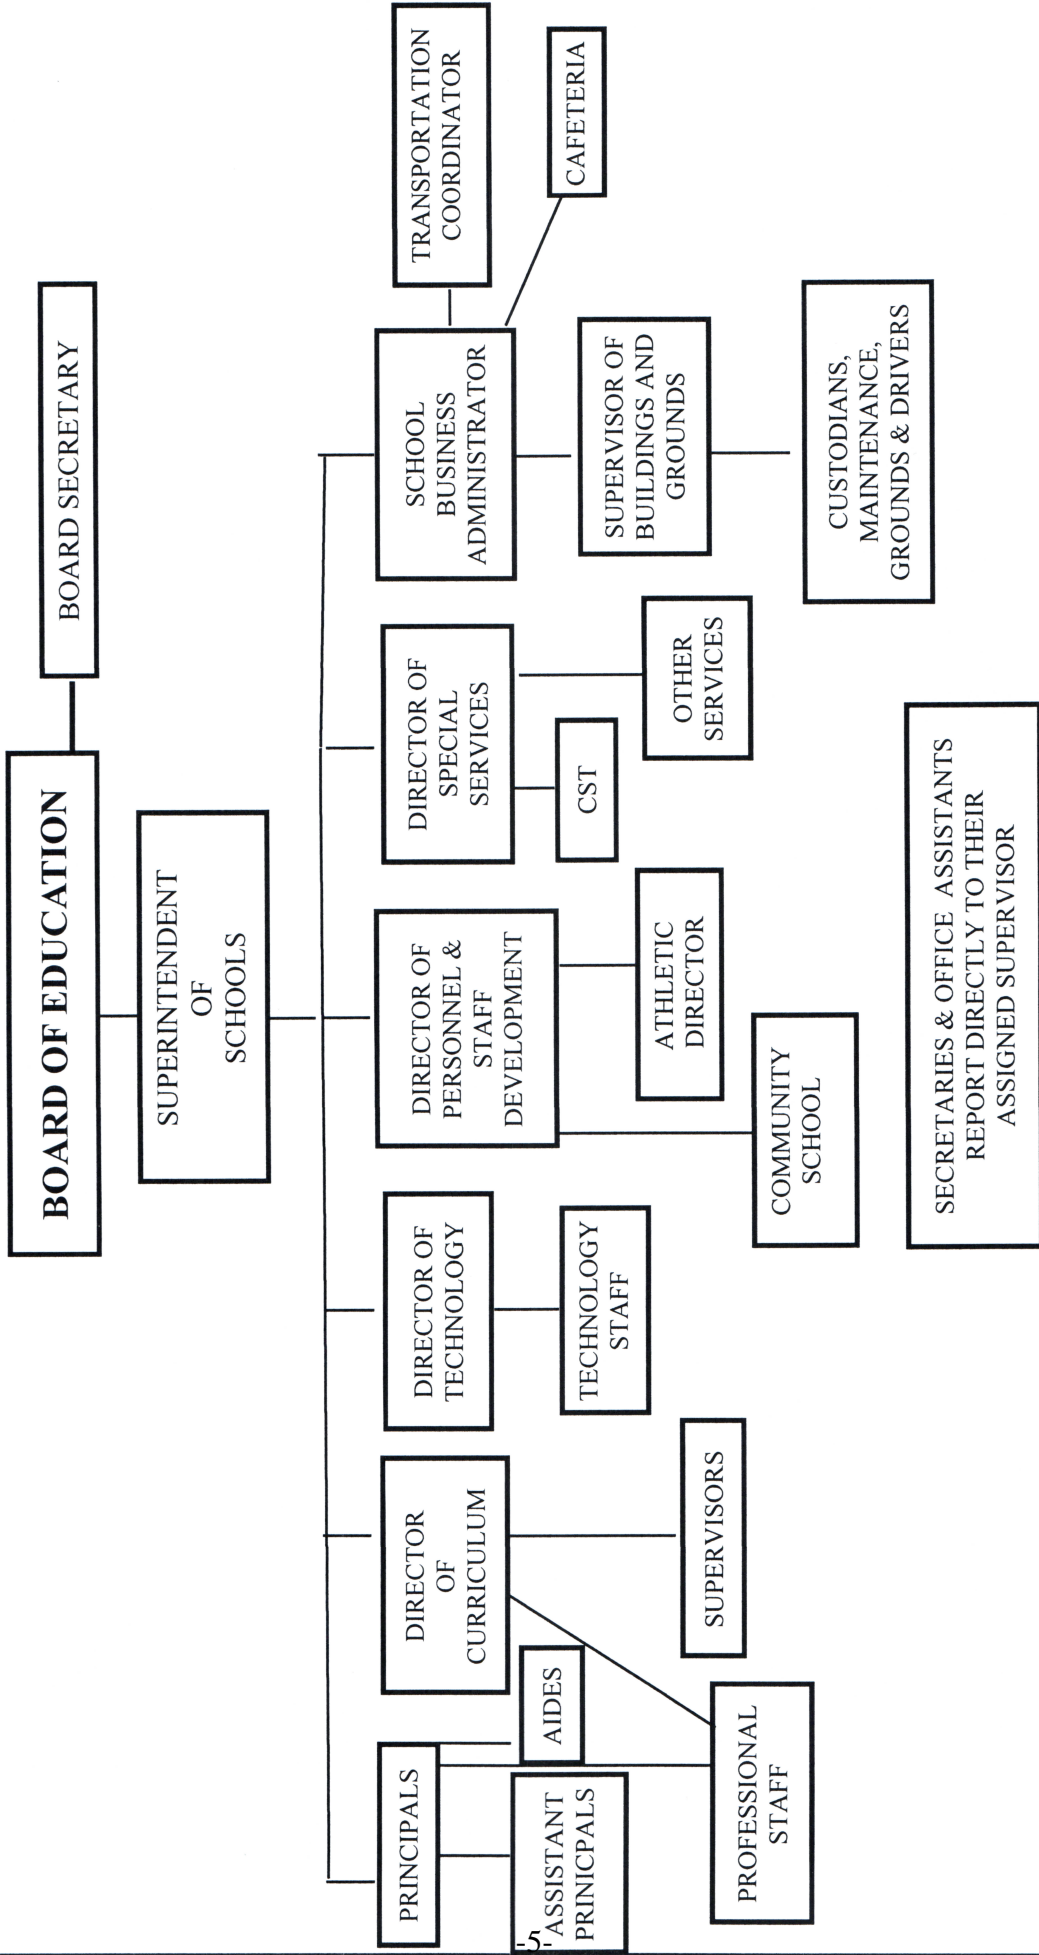 BOARD OF EDUCATION
BOARD SECRETARY
SUPERINTENDENT
OF
SCHOOLS
PRINCIPALS
DIRECTOR
OF
CURRICULUM
DIRECTOR OF
TECHNOLOGY
DIRECTOR OF
PERSONNEL &
STAFF
DEVELOPMENT
DIRECTOR OF
SPECIAL
SERVICES
SCHOOL
BUSINESS
ADMINISTRATOR
TRANSPORTATION
COORDINATOR
CAFETERIA
ASSISTANT
PRINICPALS
AIDES
PROFESSIONAL
STAFF
SUPERVISORS
TECHNOLOGY
STAFF
COMMUNITY
SCHOOL
ATHLETIC
DIRECTOR
CST
OTHER
SERVICES
SUPERVISOR OF
BUILDINGS AND
GROUNDS
CUSTODIANS,
MAINTENANCE,
GROUNDS & DRIVERS
SECRETARIES & OFFICE ASSISTANTS
REPORT DIRECTLY TO THEIR
ASSIGNED SUPERVISOR
-5-